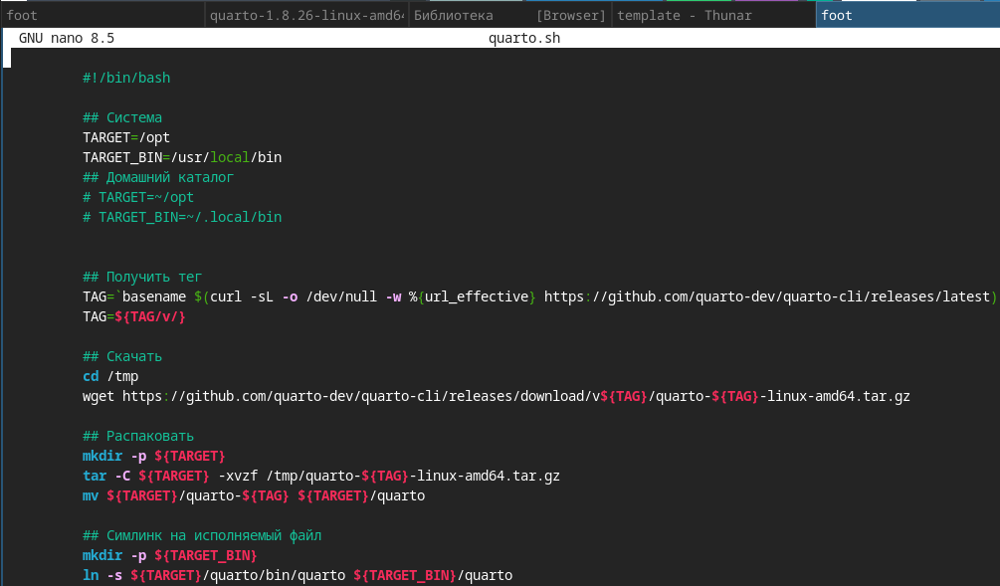 foot
quarto-1.8.26-linux-amd6
Библиотека [Browser]
template - Thunar
foot
GNU nano 8.5 quarto.sh
#!/bin/bash
## Система
TARGET=/opt
TARGET_BIN=/usr/local/bin
## Домашний каталог
# TARGET=~/opt
# TARGET_BIN=~/.local/bin
## Получить тег
TAG=`basename $(curl -sL -o /dev/null -w %{url_effective} https://github.com/quarto-dev/quarto-cli/releases/latest)
TAG=${TAG/v/}
## Скачать
cd /tmp
wget https://github.com/quarto-dev/quarto-cli/releases/download/v${TAG}/quarto-${TAG}-linux-amd64.tar.gz
## Распаковать
mkdir -p ${TARGET}
tar -C ${TARGET} -xvzf /tmp/quarto-${TAG}-linux-amd64.tar.gz
mv ${TARGET}/quarto-${TAG} ${TARGET}/quarto
## Симлинк на исполняемый файл
mkdir -p ${TARGET_BIN}
ln -s ${TARGET}/quarto/bin/quarto ${TARGET_BIN}/quarto